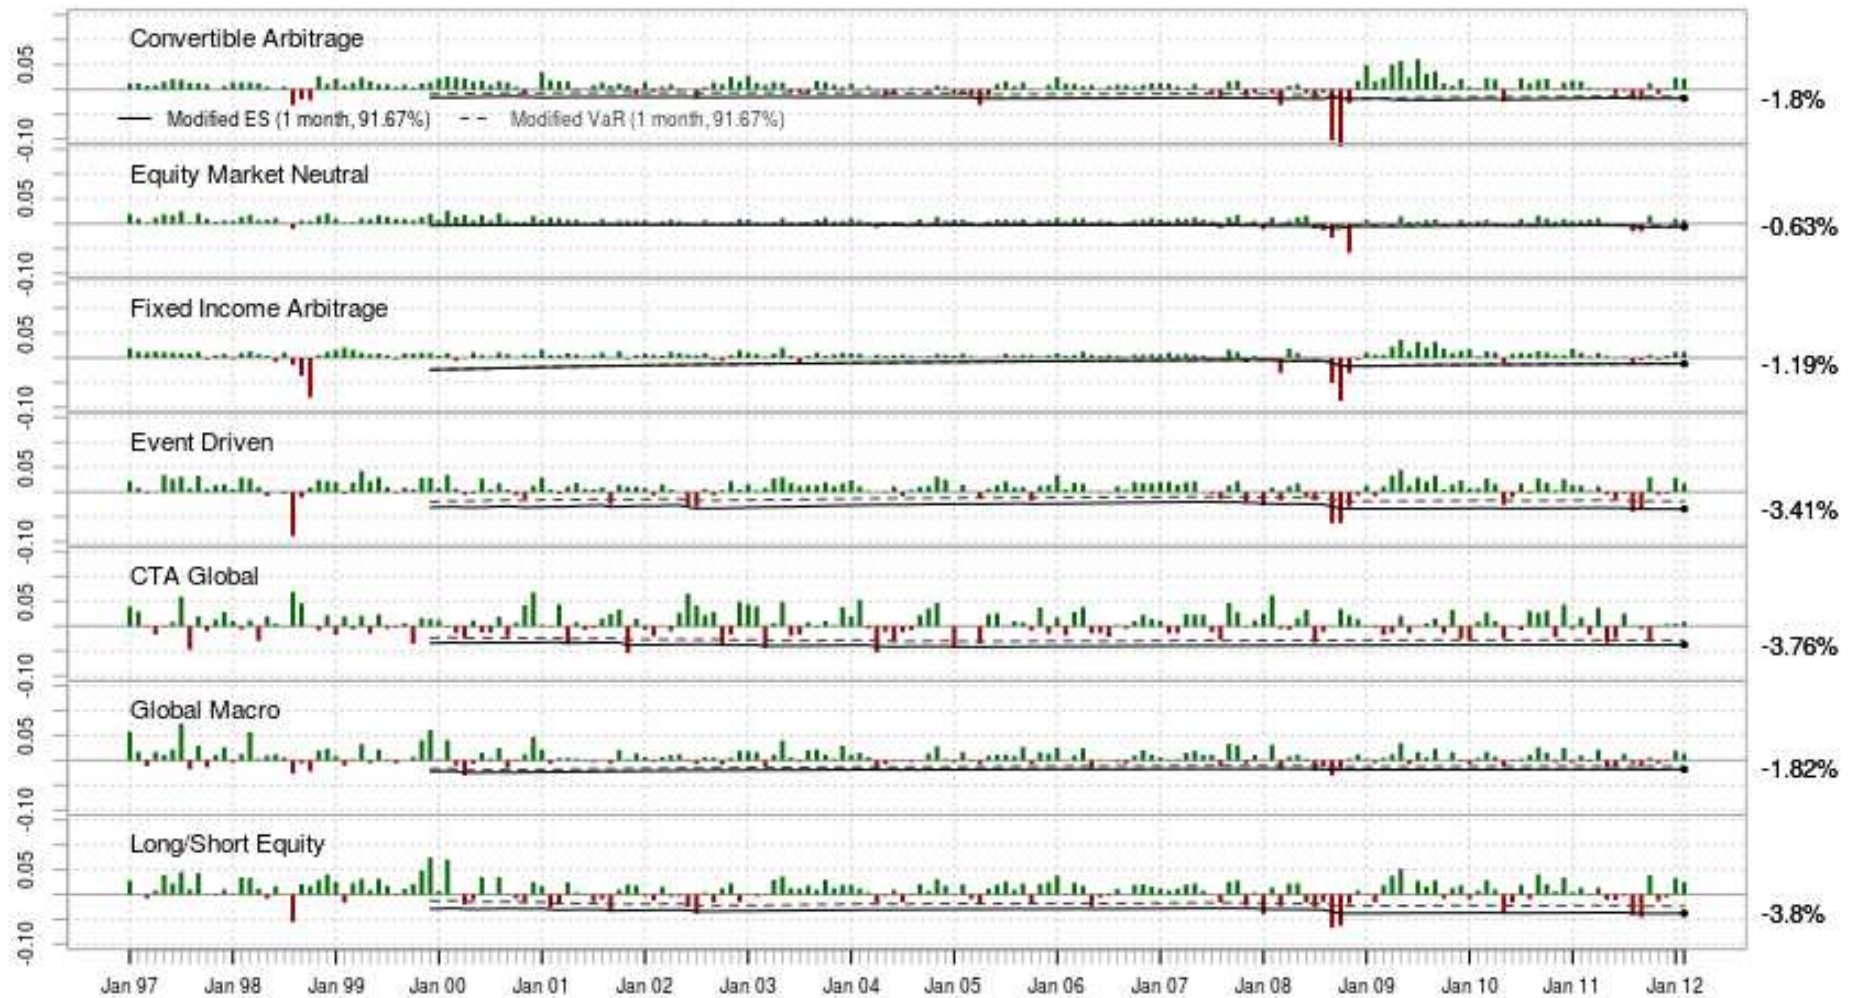 Convertible Arbitrage
0.05
-0.10
Modified ES (1 month, 91.67%)
Modified VaR (1 month, 91.67%)
-1.8%
Equity Market Neutral
0.05
-0.10
-0.63%
Fixed Income Arbitrage
0.05
-0.10
-1.19%
Event Driven
0.05
-0.10
-3.41%
CTA Global
0.05
-0.10
-3.76%
Global Macro
0.05
-0.10
-1.82%
Long/Short Equity
0.05
-0.10
-3.8%
Jan 97 Jan 98 Jan 99 Jan 00 Jan 01 Jan 02 Jan 03 Jan 04 Jan 05 Jan 06 Jan 07 Jan 08 Jan 09 Jan 10 Jan 11 Jan 12